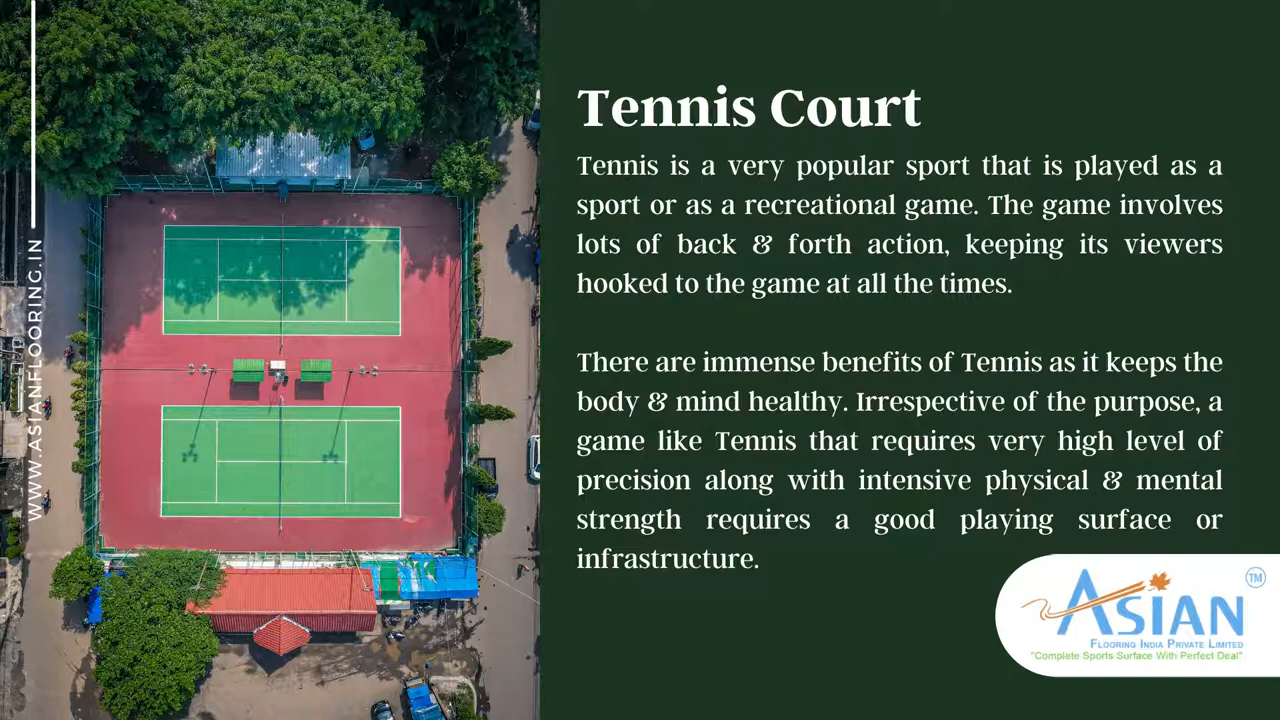 WWW.ASIANFLOORING.IN
Tennis Court
Tennis is a very popular sport that is played as a
sport or as a recreational game. The game involves
lots of back & forth action, keeping its viewers
hooked to the game at all the times.
There are immense benefits of Tennis as it keeps the
body & mind healthy. Irrespective of the purpose, a
game like Tennis that requires very high level of
precision along with intensive physical & mental
strength requires a good playing surface or
infrastructure.
ASIAN TM
FLOORING INDIA PRIVATE LIMITED
"Complete Sports Surface With Perfect Deal"